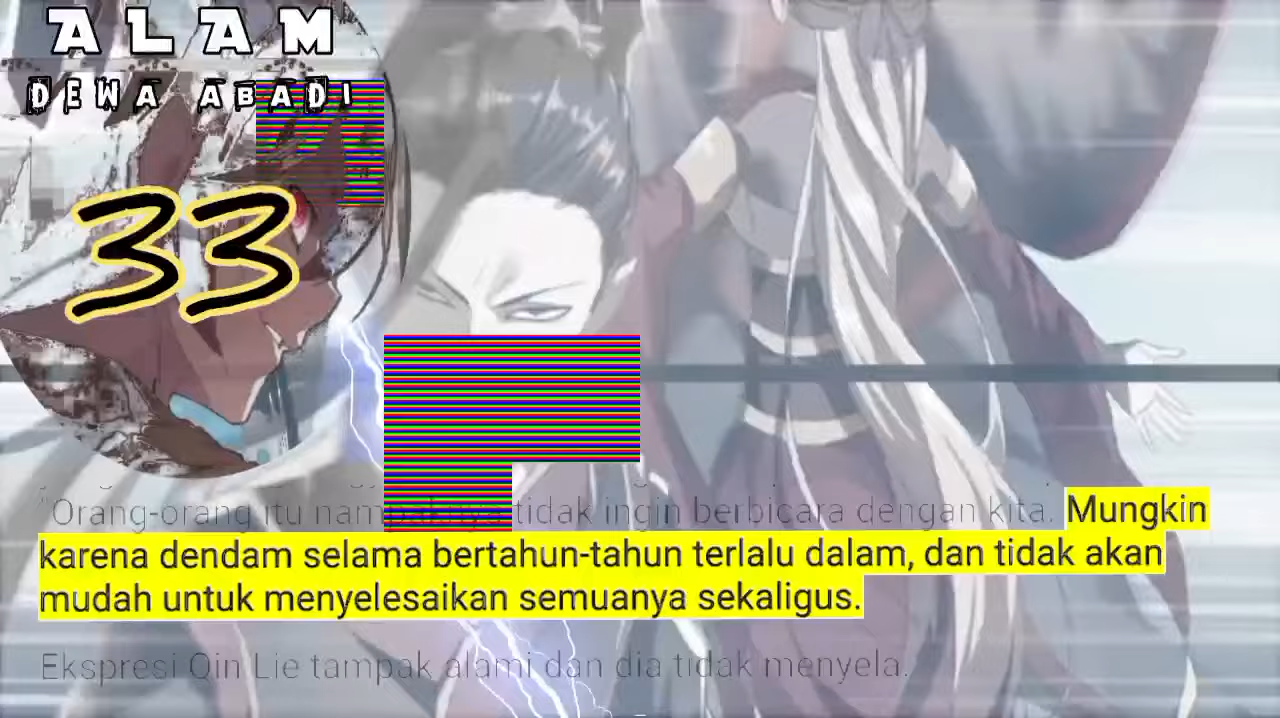 ALAM
DEWA ABADI
33
"Orang-orang itu nampaknya tidak ingin berbicara dengan kita. Mungkin
karena dendam selama bertahun-tahun terlalu dalam, dan tidak akan
mudah untuk menyelesaikan semuanya sekaligus.
Ekspresi Qin Lie tampak alami dan dia tidak menyela.